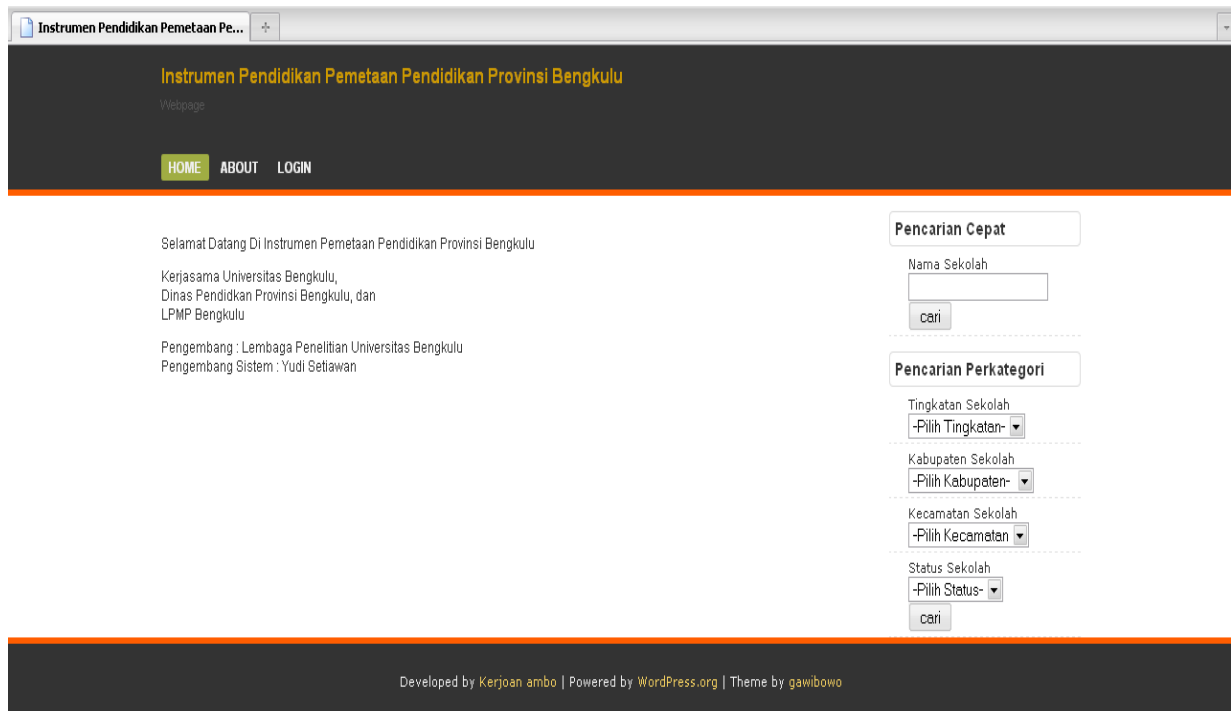 Instrumen Pendidikan Pemetaan Pe...
Instrumen Pendidikan Pemetaan Pendidikan Provinsi Bengkulu
Webpage
HOME ABOUT LOGIN
Selamat Datang Di Instrumen Pemetaan Pendidikan Provinsi Bengkulu
Kerjasama Universitas Bengkulu,
Dinas Pendidkan Provinsi Bengkulu, dan
LPMP Bengkulu
Pengembang : Lembaga Penelitian Universitas Bengkulu
Pengembang Sistem : Yudi Setiawan
Pencarian Cepat
Nama Sekolah
cari
Pencarian Perkategori
Tingkatan Sekolah
-Pilih Tingkatan-
Kabupaten Sekolah
-Pilih Kabupaten-
Kecamatan Sekolah
-Pilih Kecamatan
Status Sekolah
-Pilih Status-
cari
Developed by Kerjoan ambo | Powered by WordPress.org | Theme by gawibowo